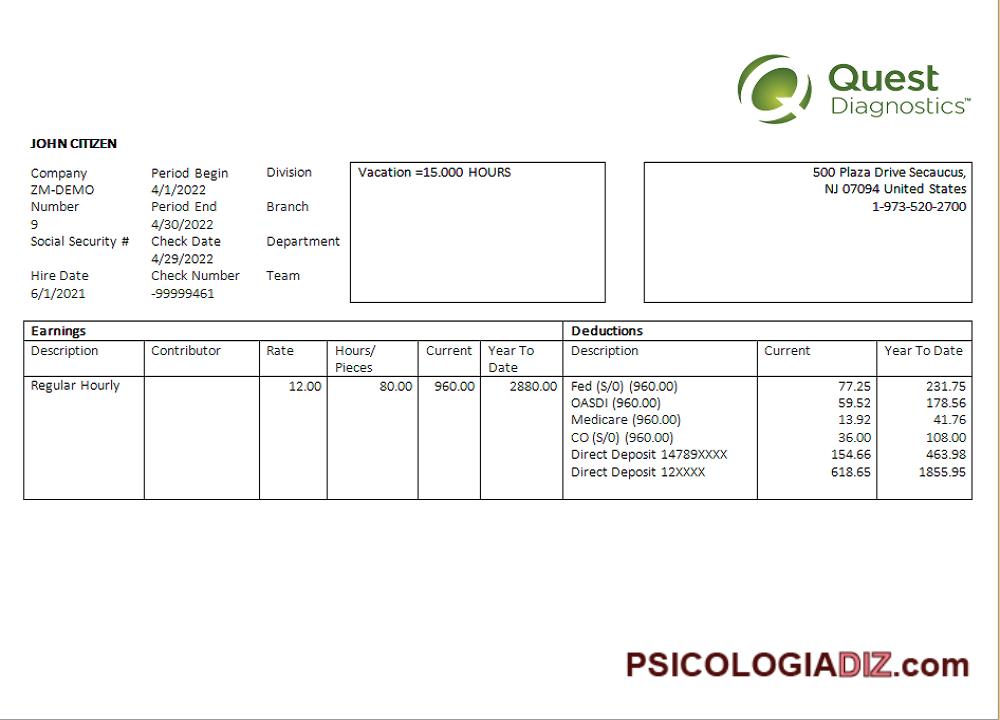 Quest
Diagnostics™
JOHN CITIZEN
Company Period Begin Division Vacation =15.000 HOURS 500 Plaza Drive Secaucus,
ZM-DEMO 4/1/2022 NJ 07094 United States
Number Period End Branch 1-973-520-2700
9 4/30/2022
Social Security # Check Date Department
4/29/2022
Hire Date Check Number Team
6/1/2021 -99999461
Earnings Deductions
Description Contributor Rate Hours/ Current Year To Description Current Year To Date
Pieces Date
Regular Hourly 12.00 80.00 960.00 2880.00 Fed (S/0) (960.00) 77.25 231.75
OASDI (960.00) 59.52 178.56
Medicare (960.00) 13.92 41.76
CO (S/0) (960.00) 36.00 108.00
Direct Deposit 14789XXXX 154.66 463.98
Direct Deposit 12XXXX 618.65 1855.95
PSICOLOGIADIZ.com